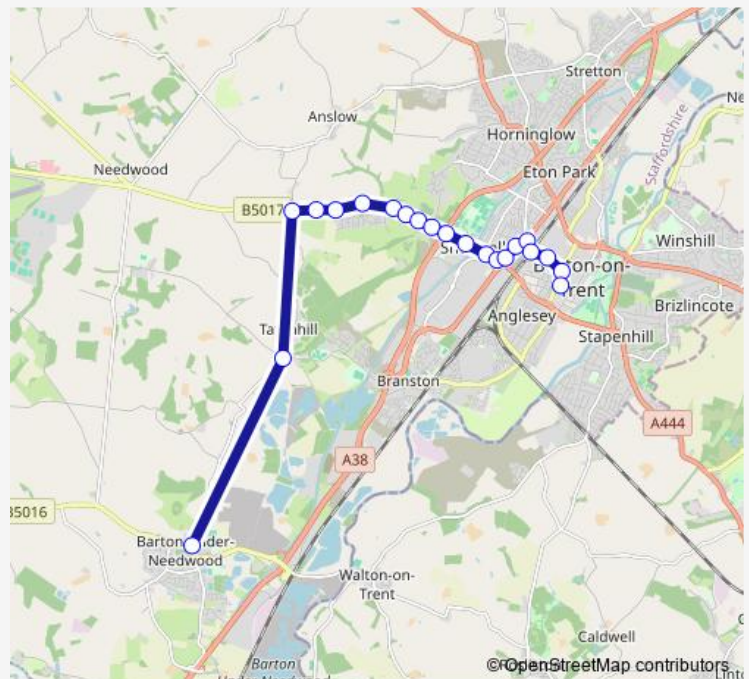 Stretton
Anslow
Horninglow
Needwood
Eton Park
Staffordshire
B5017
Winshill
Trent
Brizlincote
Anglesey
Stapenhill
Branston
A444
A38
Needwood
Walton-on-
Trent
Caldwell
Barton
© OpenStreetMap contributors